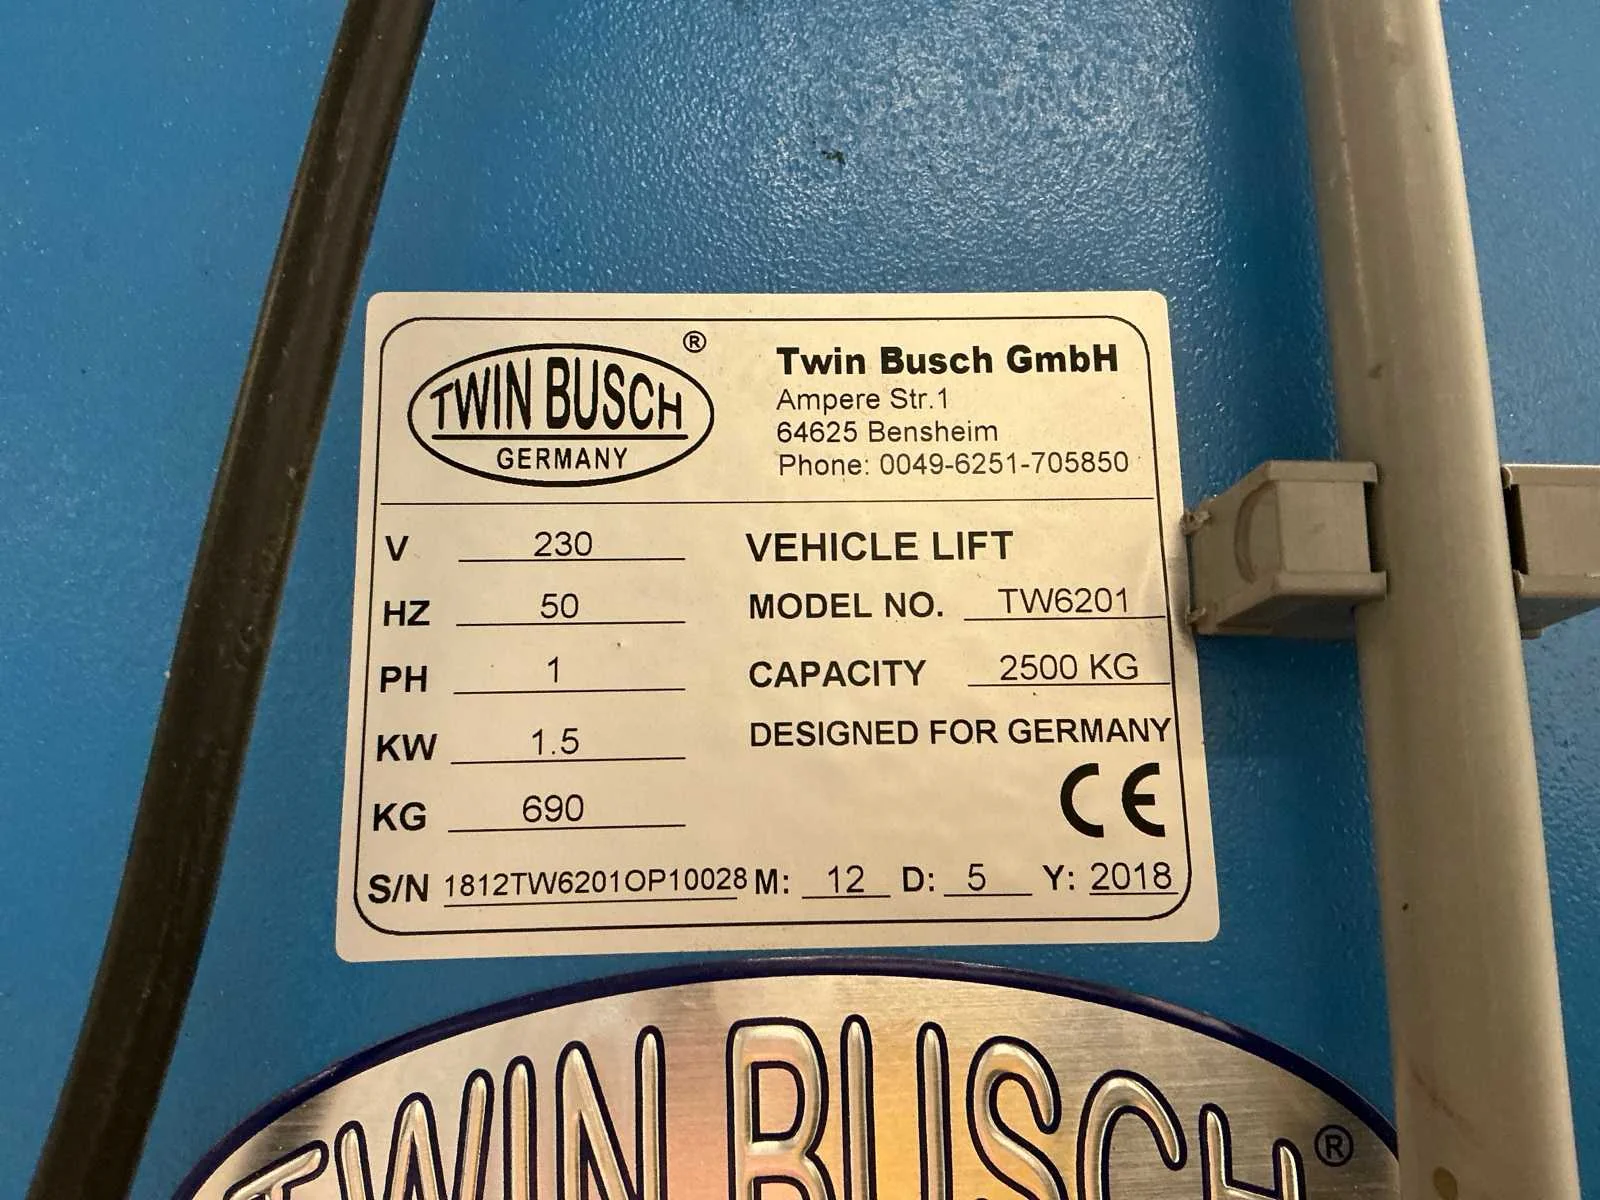 TWIN BUSCH ®
GERMANY
Twin Busch GmbH
Ampere Str.1
64625 Bensheim
Phone: 0049-6251-705850
V 230
HZ 50
PH 1
KW 1.5
KG 690
VEHICLE LIFT
MODEL NO. TW6201
CAPACITY 2500 KG
DESIGNED FOR GERMANY
CE
S/N 1812TW6201OP10028 M: 12 D: 5 Y: 2018
TWIN BUSCH ®